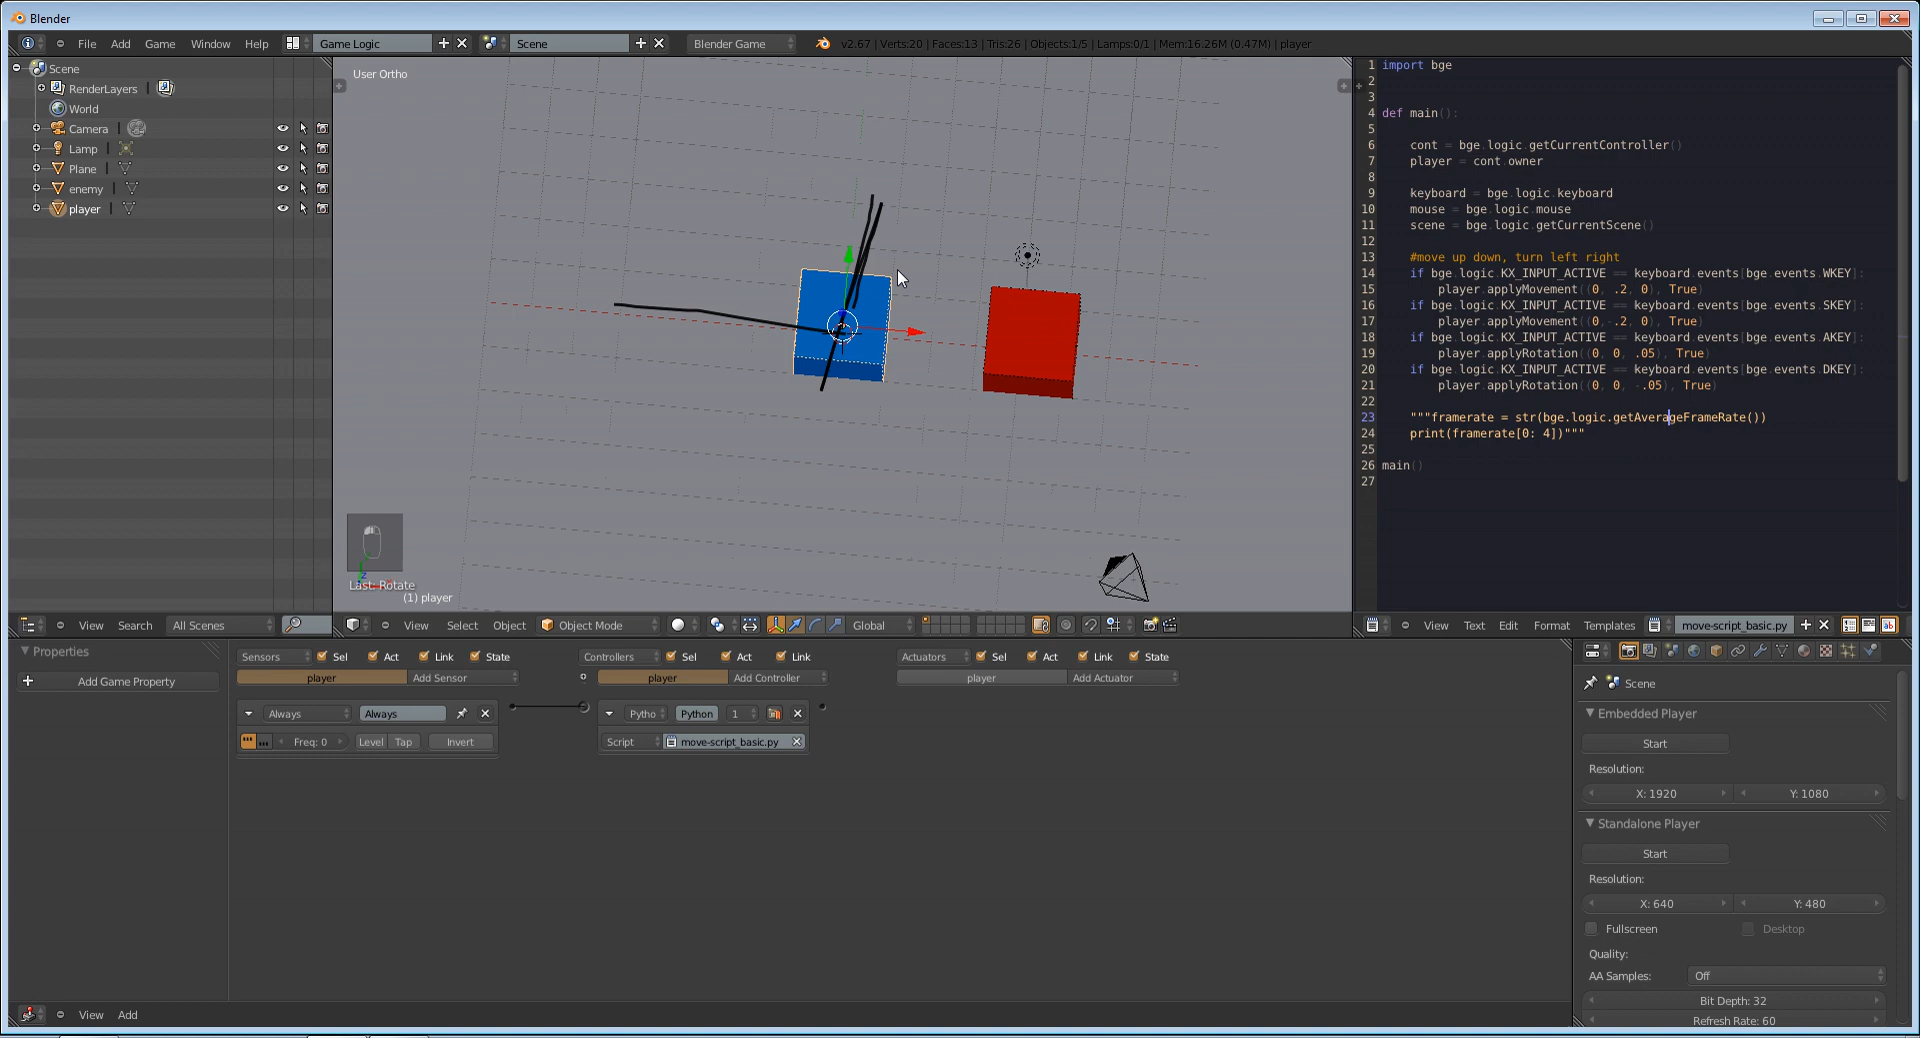 Blender
File Add Game Window Help Game Logic Scene Blender Game v2.67 | Verts:20 | Faces:13 | Tris:26 | Objects:1/5 | Lamps:0/1 | Mem:16.26M (0.47M) | player
Scene
RenderLayers
World
Camera
Lamp
Plane
enemy
player
View Search All Scenes
User Ortho
Last: Rotate
(1) player
View Select Object Object Mode Global
1 import bge
2
3
4 def main():
5
6 cont = bge.logic.getCurrentController()
7 player = cont.owner
8
9 keyboard = bge.logic.keyboard
10 mouse = bge.logic.mouse
11 scene = bge.logic.getCurrentScene()
12
13 #move up down, turn left right
14 if bge.logic.KX_INPUT_ACTIVE == keyboard.events[bge.events.WKEY]:
15 player.applyMovement((0, .2, 0), True)
16 if bge.logic.KX_INPUT_ACTIVE == keyboard.events[bge.events.SKEY]:
17 player.applyMovement((0,-.2, 0), True)
18 if bge.logic.KX_INPUT_ACTIVE == keyboard.events[bge.events.AKEY]:
19 player.applyRotation((0, 0, .05), True)
20 if bge.logic.KX_INPUT_ACTIVE == keyboard.events[bge.events.DKEY]:
21 player.applyRotation((0, 0, -.05), True)
22
23 """framerate = str(bge.logic.getAverageFrameRate())
24 print(framerate[0: 4])"""
25
26 main()
27
View Text Edit Format Templates move-script_basic.py
Properties
Add Game Property
Sensors Sel Act Link State
player Add Sensor
Always Always
Freq: 0 Level Tap Invert
Controllers Sel Act Link
player Add Controller
Pytho Python 1
Script move-script_basic.py
Actuators Sel Act Link State
player Add Actuator
View Add
Scene
Embedded Player
Start
Resolution:
X: 1920 Y: 1080
Standalone Player
Start
Resolution:
X: 640 Y: 480
Fullscreen Desktop
Quality:
AA Samples: Off
Bit Depth: 32
Refresh Rate: 60